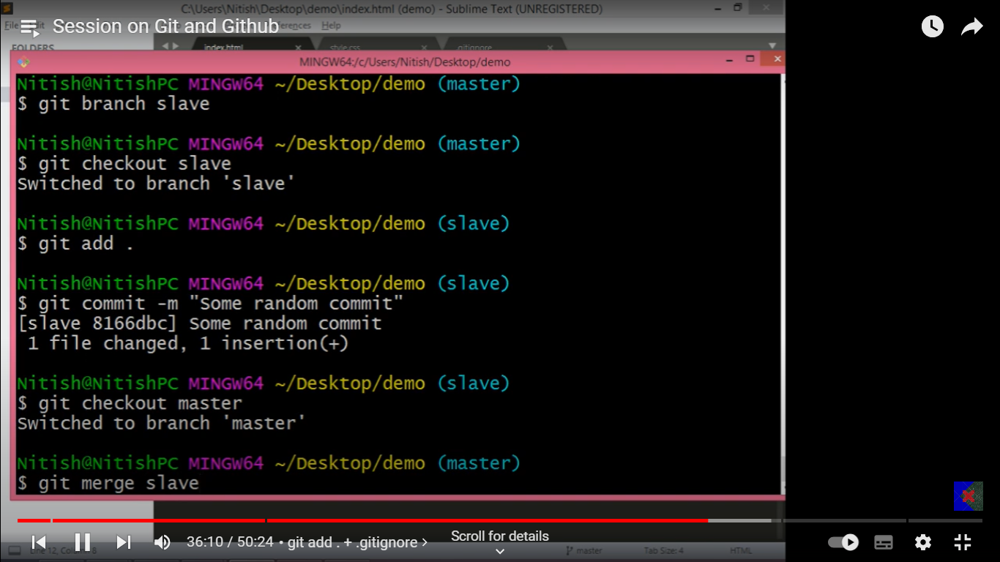 C:\Users\Nitish\Desktop\demo\index.html (demo) - Sublime Text (UNREGISTERED)
File Edit Help
Session on Git and Github
FOLDERS
index.html style.css .gitignore
MINGW64:/c/Users/Nitish/Desktop/demo
Nitish@NitishPC MINGW64 ~/Desktop/demo (master)
$ git branch slave
Nitish@NitishPC MINGW64 ~/Desktop/demo (master)
$ git checkout slave
Switched to branch 'slave'
Nitish@NitishPC MINGW64 ~/Desktop/demo (slave)
$ git add .
Nitish@NitishPC MINGW64 ~/Desktop/demo (slave)
$ git commit -m "Some random commit"
[slave 8166dbc] Some random commit
1 file changed, 1 insertion(+)
Nitish@NitishPC MINGW64 ~/Desktop/demo (slave)
$ git checkout master
Switched to branch 'master'
Nitish@NitishPC MINGW64 ~/Desktop/demo (master)
$ git merge slave
36:10 / 50:24 • git add . + .gitignore >
Scroll for details
Line 12, Column 8 master Tab Size: 4 HTML